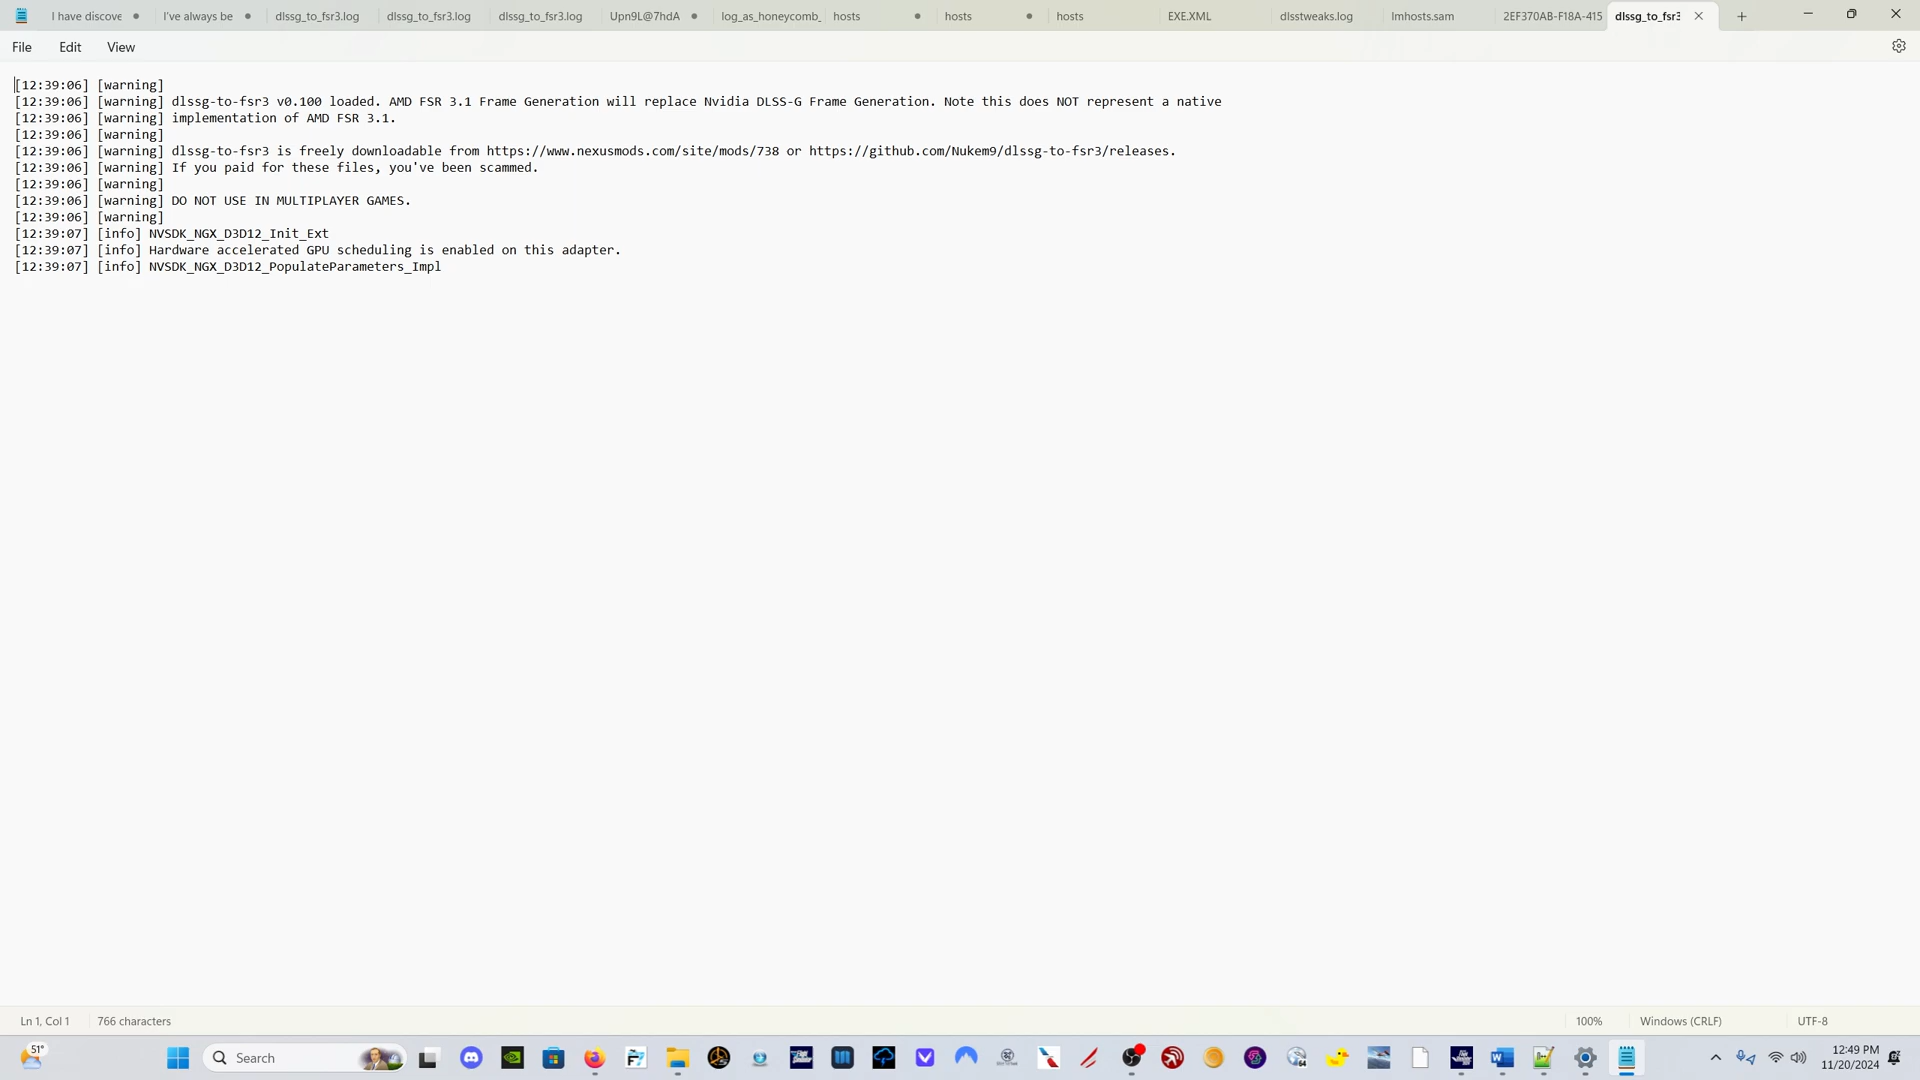 I have discove
I've always be
dlssg_to_fsr3.log
dlssg_to_fsr3.log
dlssg_to_fsr3.log
Upn9L@7hdA
log_as_honeycomb_
hosts
hosts
hosts
EXE.XML
dlsstweaks.log
lmhosts.sam
2EF370AB-F18A-415
dlssg_to_fsr3
File Edit View
[12:39:06] [warning]
[12:39:06] [warning] dlssg-to-fsr3 v0.100 loaded. AMD FSR 3.1 Frame Generation will replace Nvidia DLSS-G Frame Generation. Note this does NOT represent a native
[12:39:06] [warning] implementation of AMD FSR 3.1.
[12:39:06] [warning]
[12:39:06] [warning] dlssg-to-fsr3 is freely downloadable from https://www.nexusmods.com/site/mods/738 or https://github.com/Nukem9/dlssg-to-fsr3/releases.
[12:39:06] [warning] If you paid for these files, you've been scammed.
[12:39:06] [warning]
[12:39:06] [warning] DO NOT USE IN MULTIPLAYER GAMES.
[12:39:06] [warning]
[12:39:07] [info] NVSDK_NGX_D3D12_Init_Ext
[12:39:07] [info] Hardware accelerated GPU scheduling is enabled on this adapter.
[12:39:07] [info] NVSDK_NGX_D3D12_PopulateParameters_Impl
Ln 1, Col 1 766 characters 100% Windows (CRLF) UTF-8
51°
Search
12:49 PM
11/20/2024